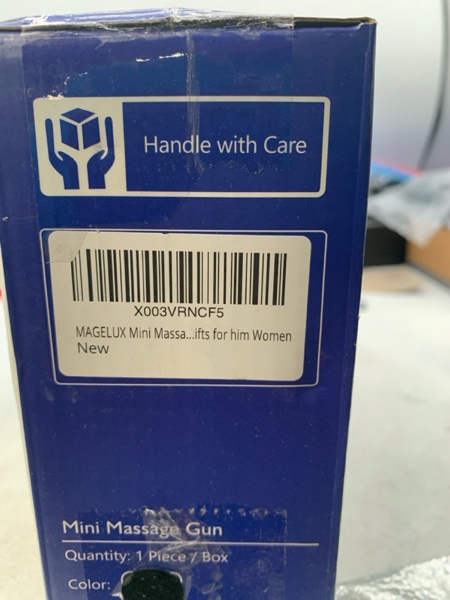 Handle with Care
X003VRNCF5
MAGELUX Mini Massa...ifts for him Women
New
Mini Massage Gun
Quantity: 1 Piece / Box
Color: